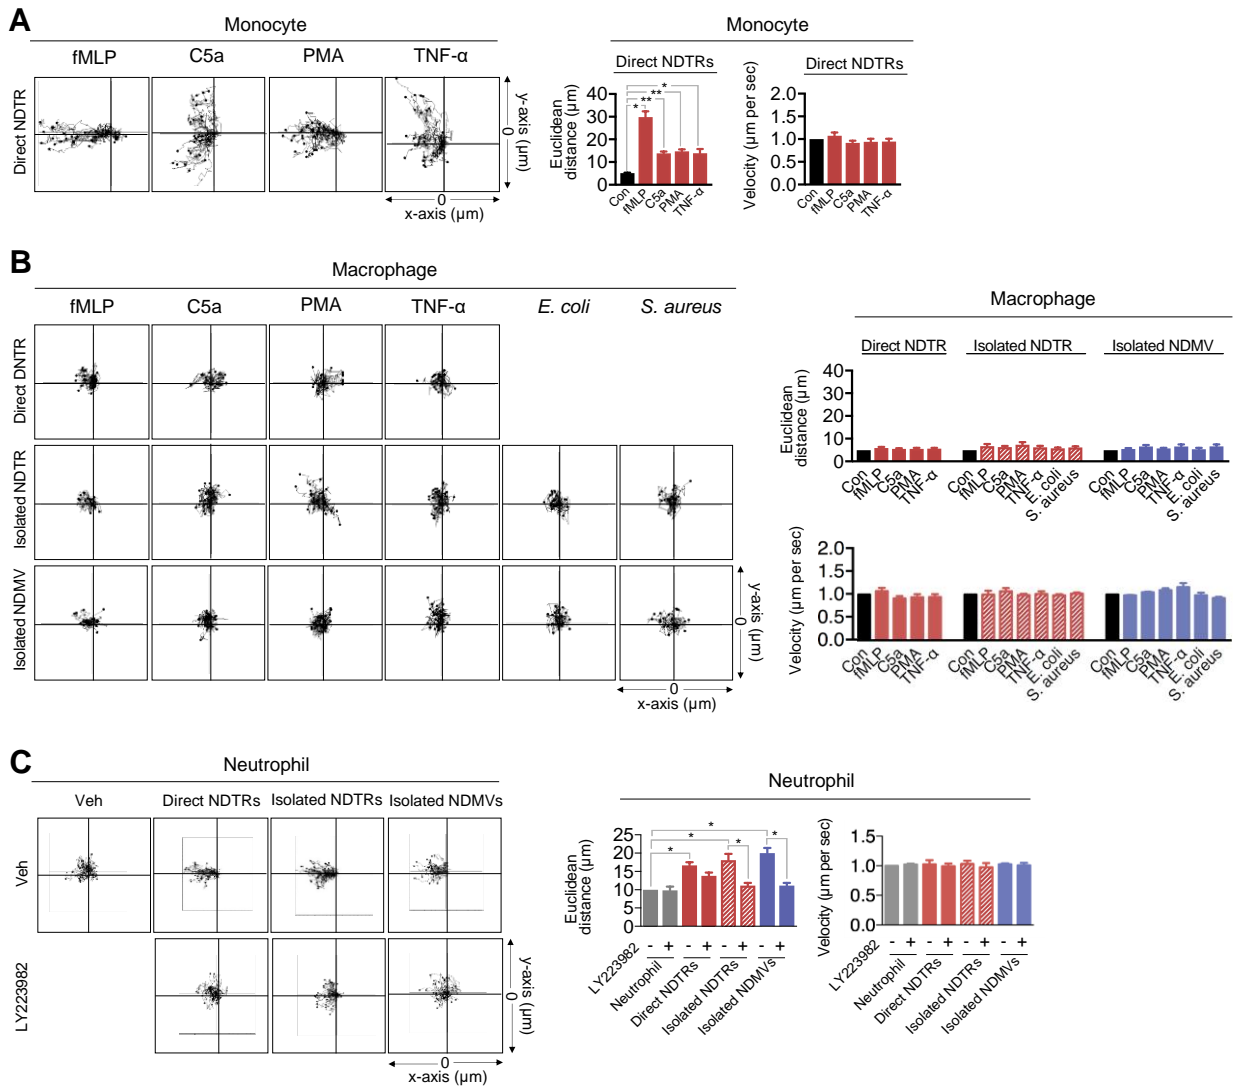 A
Monocyte
fMLP
C5a
PMA
TNF-α
Direct NDTR
y-axis (μm)
0
0
x-axis (μm)
Monocyte
Direct NDTRs
Euclidean
distance (μm)
40
30
20
10
0
*
**
**
*
Con
fMLP
C5a
PMA
TNF-α
Direct NDTRs
Velocity (μm per sec)
2.0
1.5
1.0
0.5
0.0
Con
fMLP
C5a
PMA
TNF-α
B
Macrophage
fMLP
C5a
PMA
TNF-α
E. coli
S. aureus
Direct DNTR
Isolated NDTR
Isolated NDMV
y-axis (μm)
0
0
x-axis (μm)
Macrophage
Direct NDTR
Isolated NDTR
Isolated NDMV
Euclidean
distance (μm)
40
30
20
10
0
Con
fMLP
C5a
PMA
TNF-α
Con
fMLP
C5a
PMA
TNF-α
E. coli
S. aureus
Con
fMLP
C5a
PMA
TNF-α
E. coli
S. aureus
Velocity (μm per sec)
2.0
1.5
1.0
0.5
0.0
Con
fMLP
C5a
PMA
TNF-α
Con
fMLP
C5a
PMA
TNF-α
E. coli
S. aureus
Con
fMLP
C5a
PMA
TNF-α
E. coli
S. aureus
C
Neutrophil
Veh
Direct NDTRs
Isolated NDTRs
Isolated NDMVs
Veh
LY223982
y-axis (μm)
0
0
x-axis (μm)
Neutrophil
Euclidean
distance (μm)
25
20
15
10
5
0
*
*
*
*
*
LY223982
- + - + - + - +
Neutrophil
Direct NDTRs
Isolated NDTRs
Isolated NDMVs
Velocity (μm per sec)
1.5
1.0
0.5
0.0
LY223982
- + - + - + - +
Neutrophil
Direct NDTRs
Isolated NDTRs
Isolated NDMVs